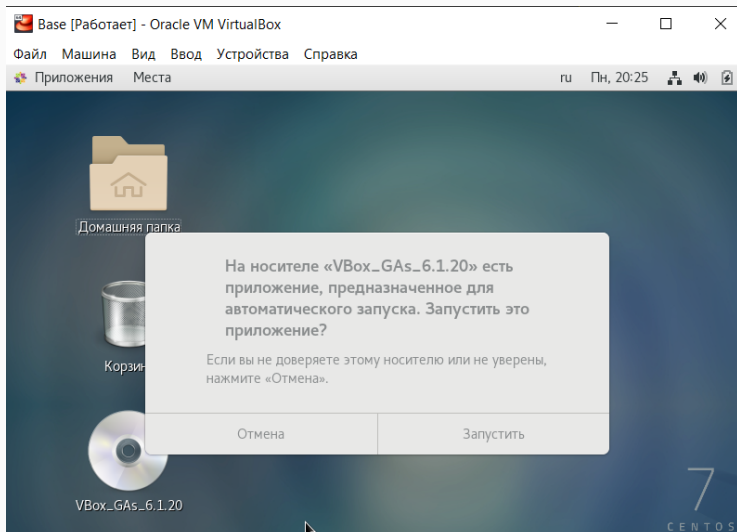 Base [Работает] - Oracle VM VirtualBox
Файл Машина Вид Ввод Устройства Справка
Приложения Места ru Пн, 20:25
Домашняя папка
На носителе «VBox_GAs_6.1.20» есть
приложение, предназначенное для
автоматического запуска. Запустить это
приложение?
Если вы не доверяете этому носителю или не уверены,
нажмите «Отмена».
Корзин
Отмена Запустить
VBox_GAs_6.1.20
7
CENTOS